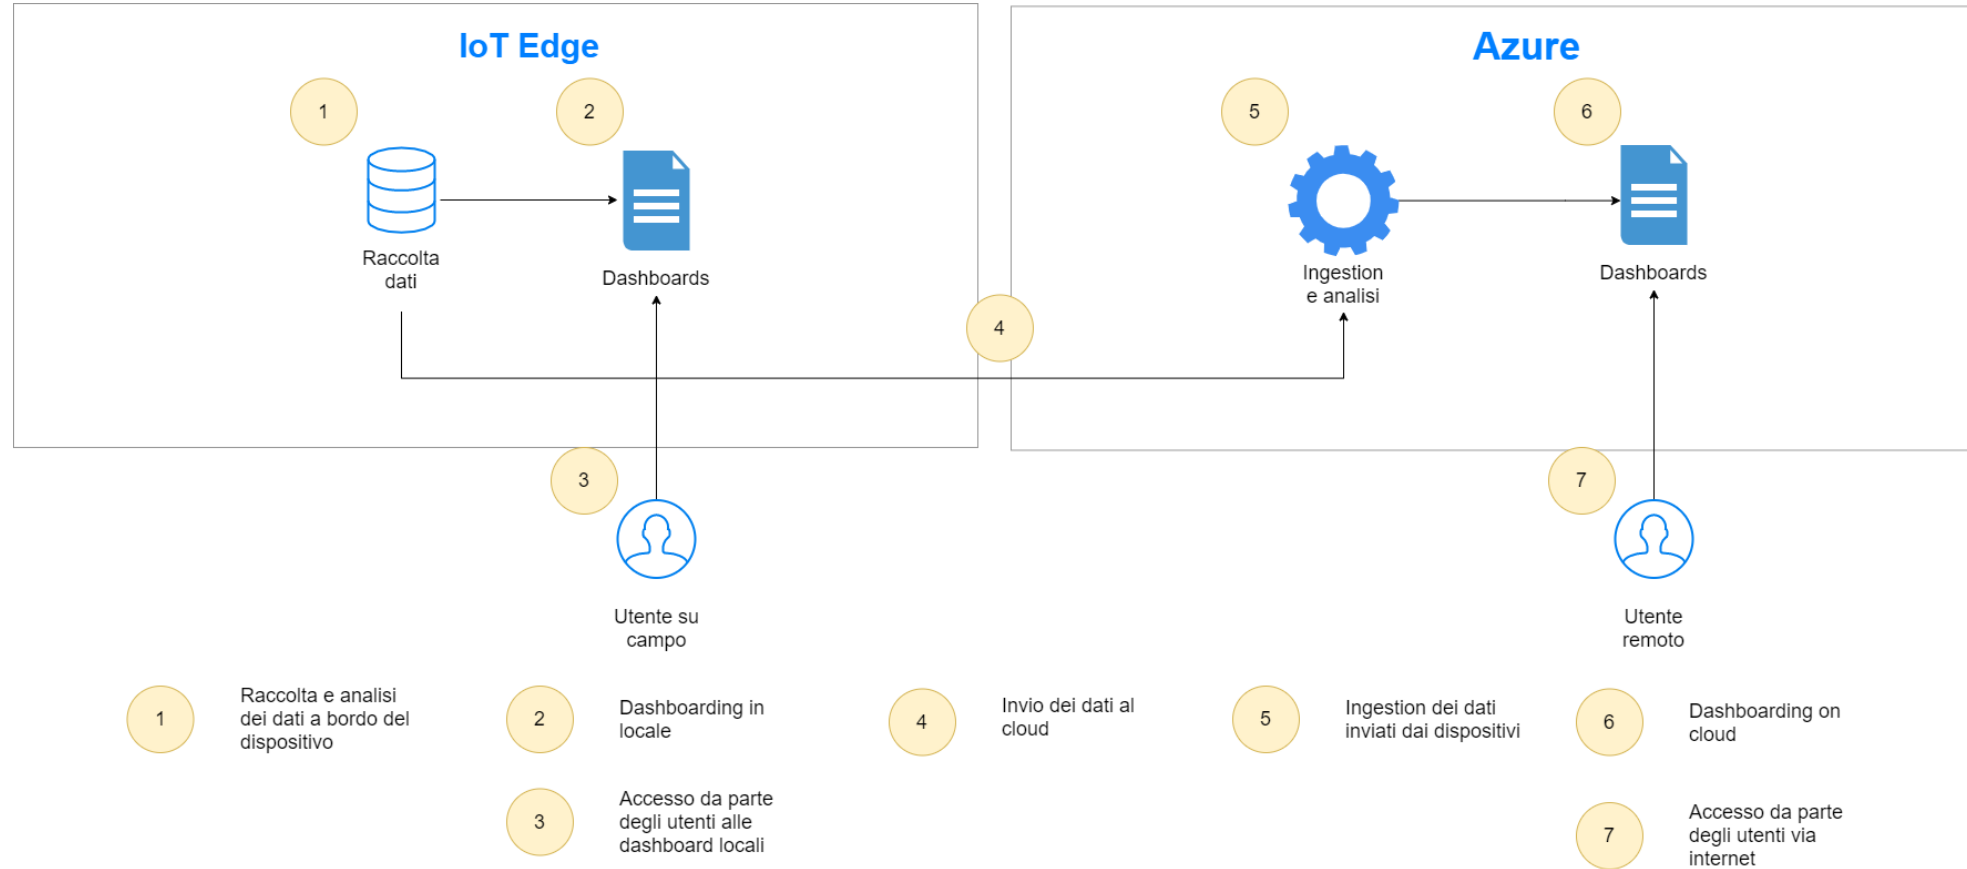 IoT Edge
Azure
1
2
5
6
Raccolta
dati
Dashboards
Ingestion
e analisi
Dashboards
4
3
7
Utente su
campo
Utente
remoto
1
Raccolta e analisi
dei dati a bordo del
dispositivo
2
Dashboarding in
locale
4
Invio dei dati al
cloud
5
Ingestion dei dati
inviati dai dispositivi
6
Dashboarding on
cloud
3
Accesso da parte
degli utenti alle
dashboard locali
7
Accesso da parte
degli utenti via
internet